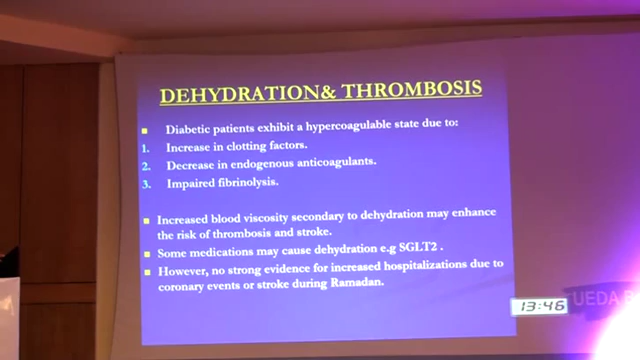 DEHYDRATION& THROMBOSIS
Diabetic patients exhibit a hypercoagulable state due to:
1. Increase in clotting factors.
2. Decrease in endogenous anticoagulants.
3. Impaired fibrinolysis.
Increased blood viscosity secondary to dehydration may enhance
the risk of thrombosis and stroke.
Some medications may cause dehydration e.g SGLT2 .
However, no strong evidence for increased hospitalizations due to
coronary events or stroke during Ramadan.
13:46
UEDA